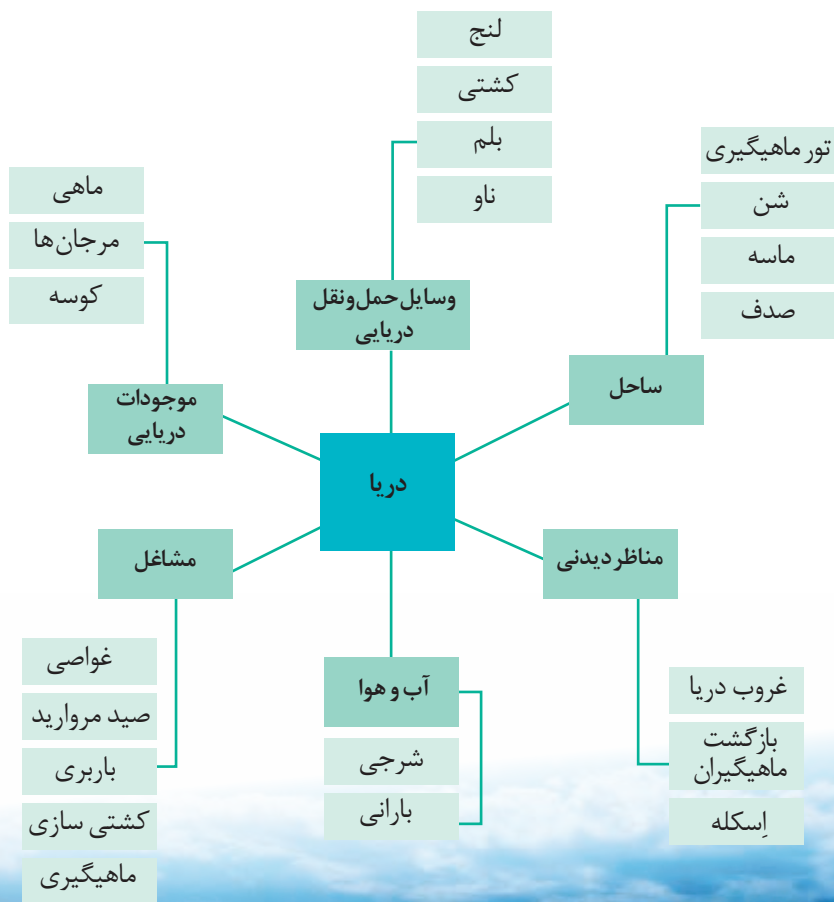 لنج
کشتی
بلم
ناو
تور ماهیگیری
شن
ماسه
صدف
ماهی
مرجان‌ها
کوسه
وسایل حمل‌و‌نقل
دریایی
ساحل
موجودات
دریایی
دریا
مشاغل
مناظر دیدنی
آب و هوا
غواصی
صید مروارید
باربری
کشتی سازی
ماهیگیری
شرجی
بارانی
غروب دریا
بازگشت
ماهیگیران
اِسکله